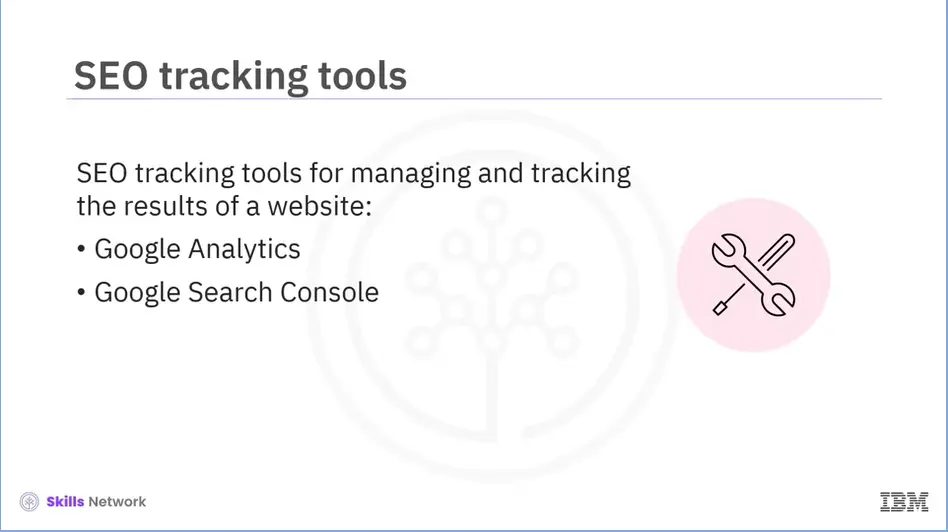 SEO tracking tools
SEO tracking tools for managing and tracking
the results of a website:
• Google Analytics
• Google Search Console
Skills Network
IBM